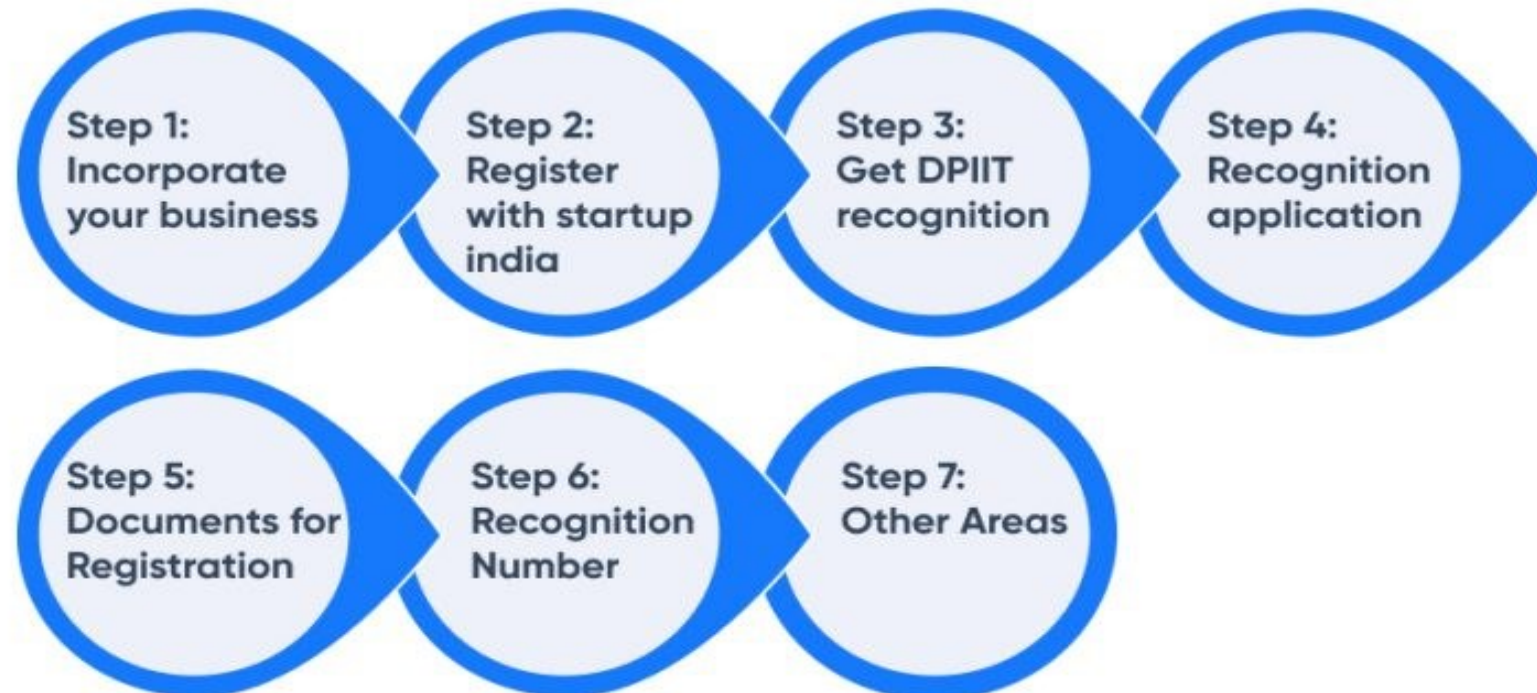 Step 1:
Incorporate
your business
Step 2:
Register
with startup
india
Step 3:
Get DPIIT
recognition
Step 4:
Recognition
application
Step 5:
Documents for
Registration
Step 6:
Recognition
Number
Step 7:
Other Areas